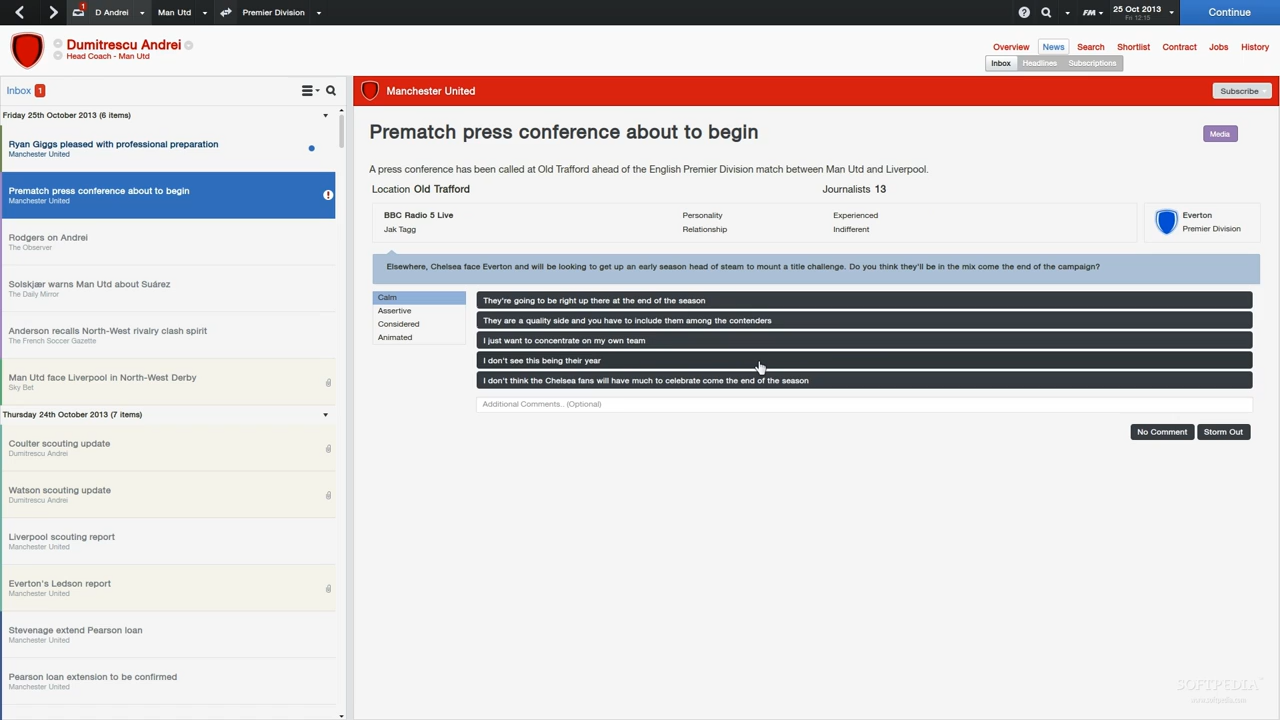 1
D Andrei
Man Utd
Premier Division
?
FM
25 Oct 2013
Fri 12:15
Continue
Dumitrescu Andrei
Head Coach - Man Utd
Overview
News
Search
Shortlist
Contract
Jobs
History
Inbox
Headlines
Subscriptions
Inbox 1
Friday 25th October 2013 (6 items)
Ryan Giggs pleased with professional preparation
Manchester United
Prematch press conference about to begin
Manchester United
Rodgers on Andrei
The Observer
Solskjær warns Man Utd about Suárez
The Daily Mirror
Anderson recalls North-West rivalry clash spirit
The French Soccer Gazette
Man Utd face Liverpool in North-West Derby
Sky Bet
Thursday 24th October 2013 (7 items)
Coulter scouting update
Dumitrescu Andrei
Watson scouting update
Dumitrescu Andrei
Liverpool scouting report
Manchester United
Everton's Ledson report
Manchester United
Stevenage extend Pearson loan
Manchester United
Pearson loan extension to be confirmed
Manchester United
Manchester United
Subscribe
Prematch press conference about to begin
Media
A press conference has been called at Old Trafford ahead of the English Premier Division match between Man Utd and Liverpool.
Location Old Trafford
Journalists 13
BBC Radio 5 Live
Personality
Experienced
Jak Tagg
Relationship
Indifferent
Everton
Premier Division
Elsewhere, Chelsea face Everton and will be looking to get up an early season head of steam to mount a title challenge. Do you think they'll be in the mix come the end of the campaign?
Calm
Assertive
Considered
Animated
They're going to be right up there at the end of the season
They are a quality side and you have to include them among the contenders
I just want to concentrate on my own team
I don't see this being their year
I don't think the Chelsea fans will have much to celebrate come the end of the season
Additional Comments.. (Optional)
No Comment
Storm Out
SOFTPEDIA
www.softpedia.com